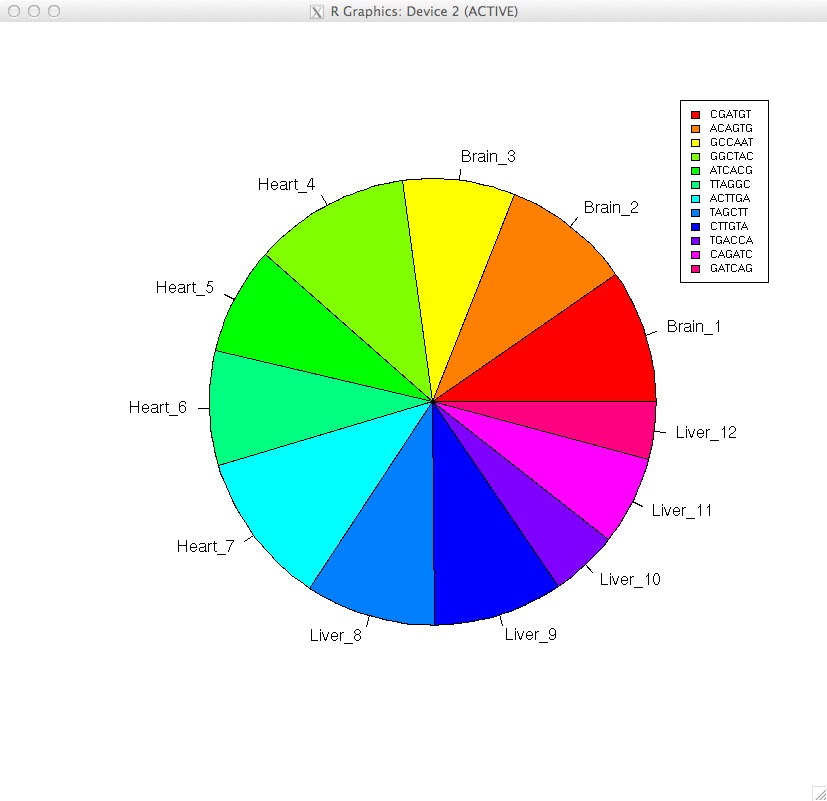 R Graphics: Device 2 (ACTIVE)
CGATGT
ACAGTG
GCCAAT
GGCTAC
ATCACG
TTAGGC
ACTTGA
TAGCTT
CTTGTA
TGACCA
CAGATC
GATCAG
Brain_3
Heart_4
Brain_2
Heart_5
Brain_1
Heart_6
Liver_12
Liver_11
Heart_7
Liver_10
Liver_8
Liver_9